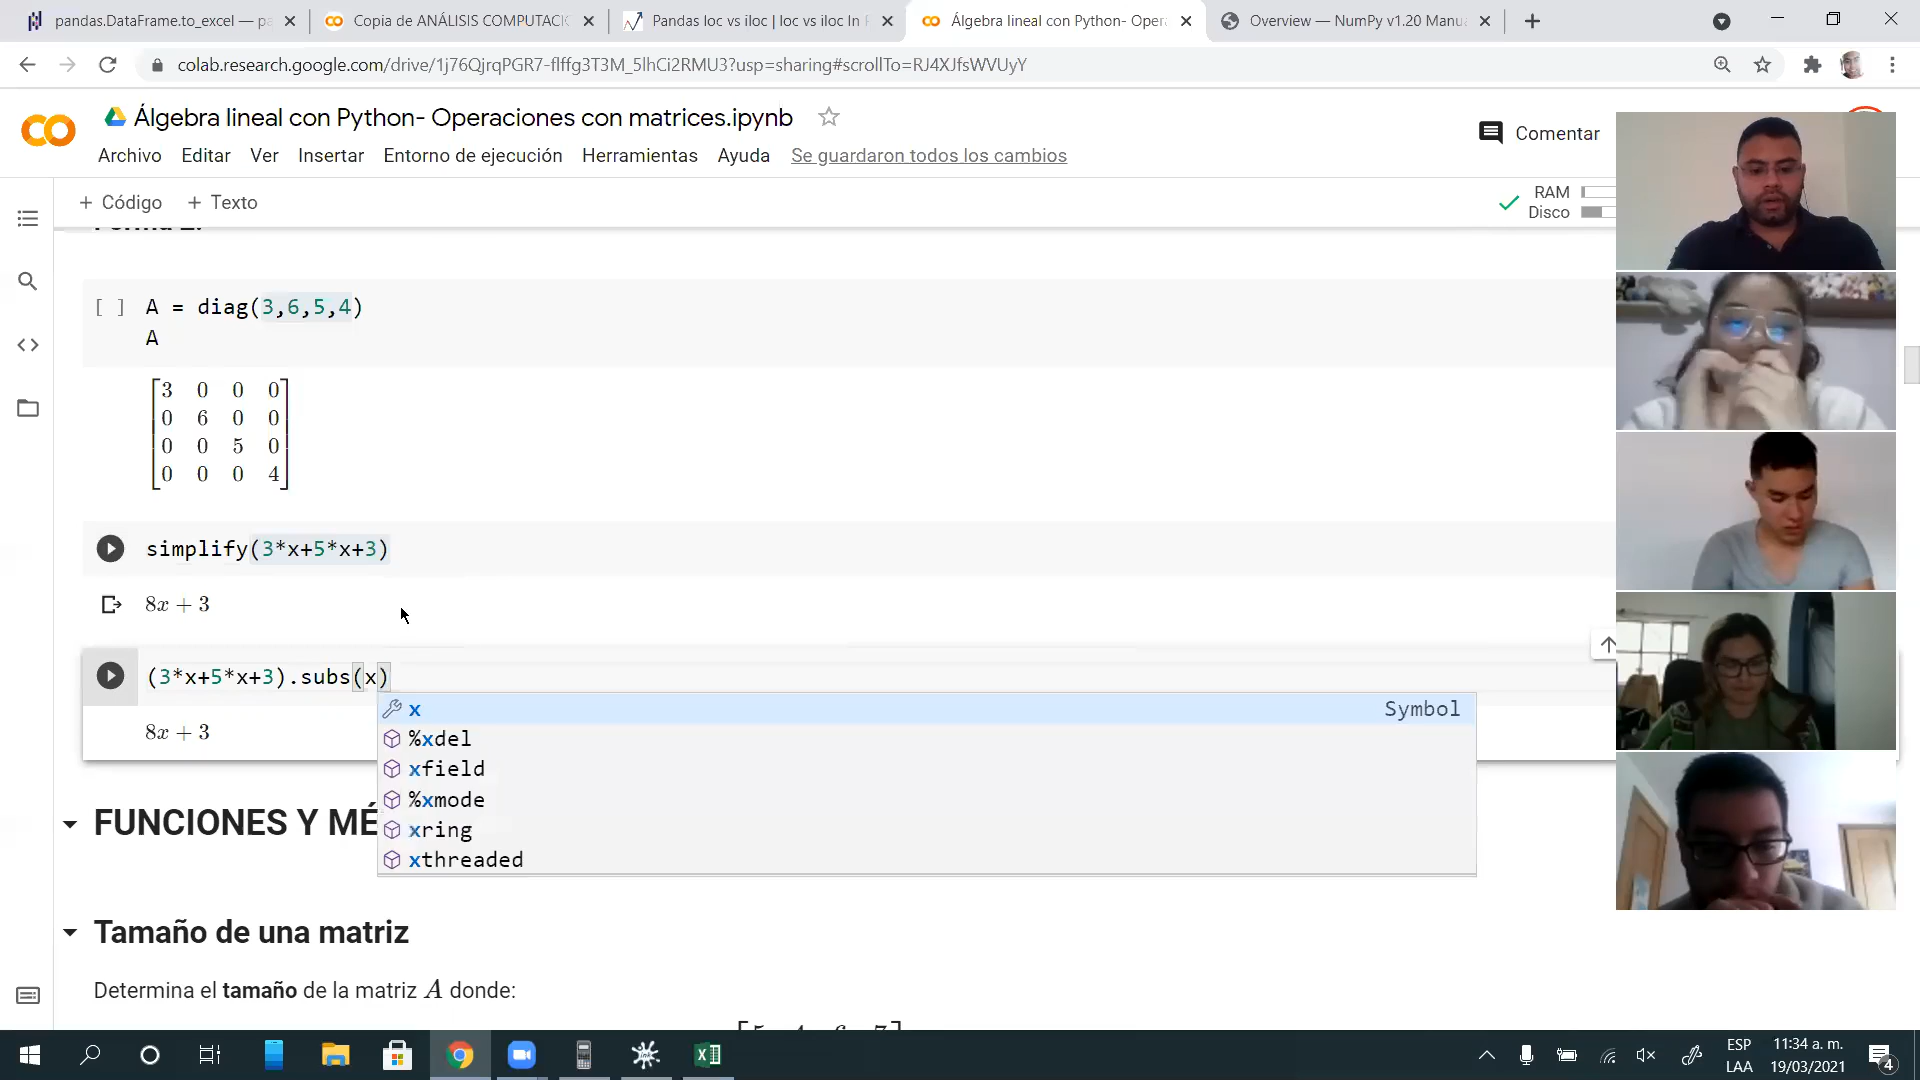 pandas.DataFrame.to_excel — pa
Copia de ANÁLISIS COMPUTACI
Pandas loc vs iloc | loc vs iloc In P
Álgebra lineal con Python- Oper
Overview — NumPy v1.20 Manu
colab.research.google.com/drive/1j76QjrqPGR7-flffg3T3M_5lhCi2RMU3?usp=sharing#scrollTo=RJ4XJfsWVUyY
Álgebra lineal con Python- Operaciones con matrices.ipynb
Comentar
Archivo Editar Ver Insertar Entorno de ejecución Herramientas Ayuda Se guardaron todos los cambios
+ Código + Texto
RAM
Disco
Forma 2:
[ ] A = diag(3,6,5,4)
A
3 0 0 0
0 6 0 0
0 0 5 0
0 0 0 4
simplify(3*x+5*x+3)
8x + 3
(3*x+5*x+3).subs(x)
8x + 3
x Symbol
%xdel
xfield
%xmode
xring
xthreaded
FUNCIONES Y MÉ
Tamaño de una matriz
Determina el tamaño de la matriz A donde:
ESP
LAA
11:34 a. m.
19/03/2021
4